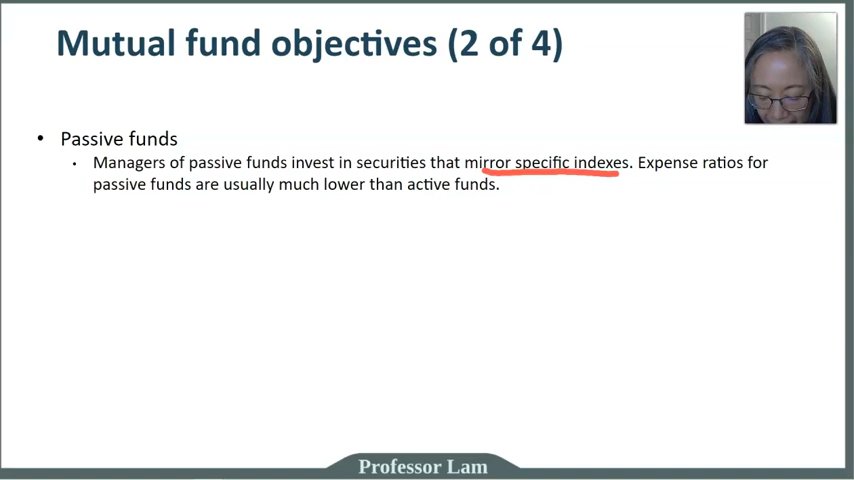 Mutual fund objectives (2 of 4)
• Passive funds
• Managers of passive funds invest in securities that mirror specific indexes. Expense ratios for
passive funds are usually much lower than active funds.
Professor Lam